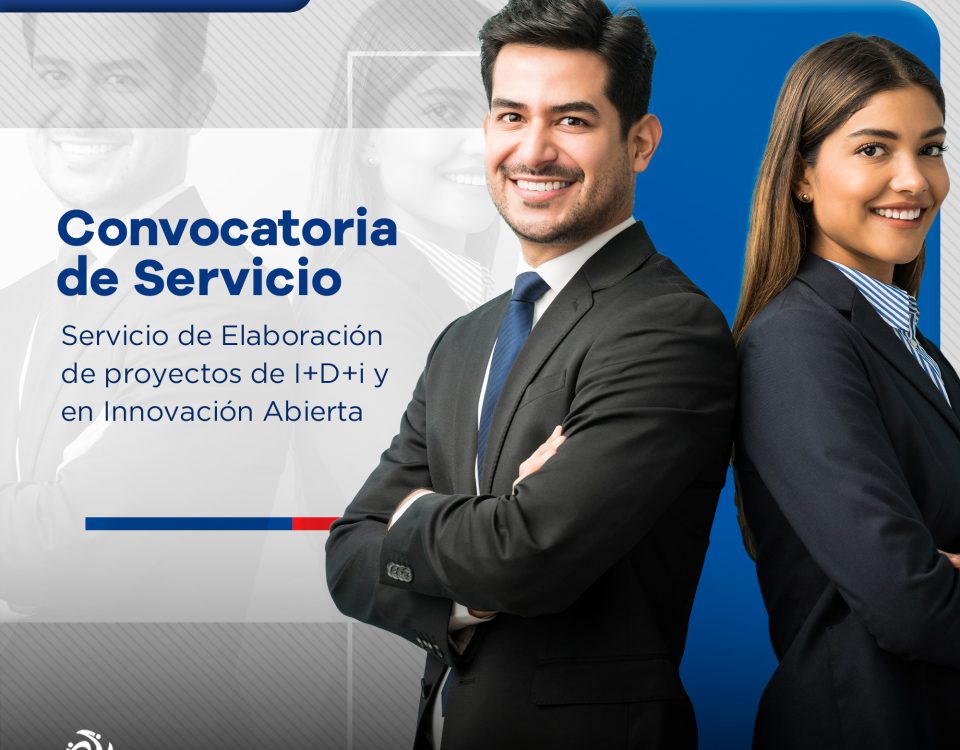 Convocatoria
de Servicio
Servicio de Elaboración
de proyectos de I+D+i y
en Innovación Abierta